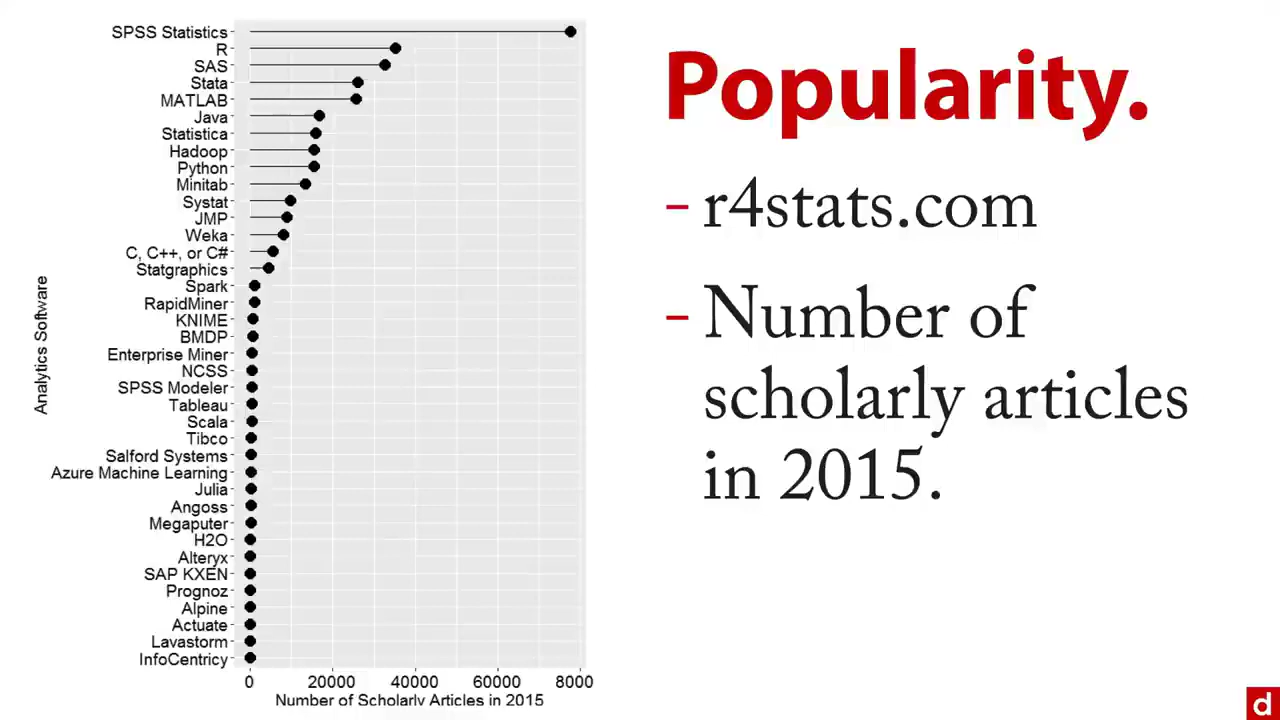 SPSS Statistics
R
SAS
Stata
MATLAB
Java
Statistica
Hadoop
Python
Minitab
Systat
JMP
Weka
C, C++, or C#
Statgraphics
Spark
RapidMiner
KNIME
BMDP
Enterprise Miner
NCSS
SPSS Modeler
Tableau
Scala
Tibco
Salford Systems
Azure Machine Learning
Julia
Angoss
Megaputer
H2O
Alteryx
SAP KXEN
Prognoz
Alpine
Actuate
Lavastorm
InfoCentricy
Analytics Software
0 20000 40000 60000 8000
Number of Scholarly Articles in 2015
Popularity.
- r4stats.com
- Number of
scholarly articles
in 2015.
d